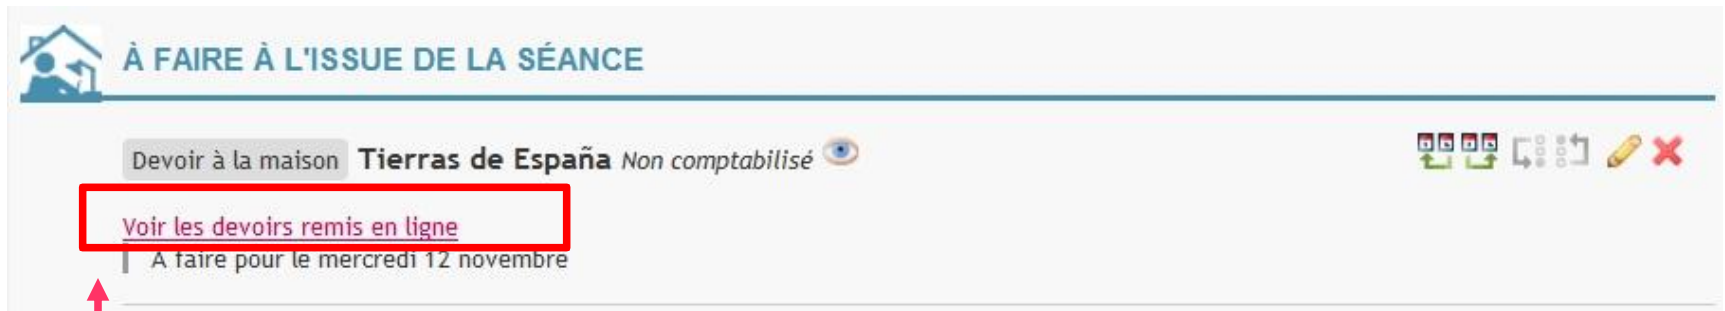 À FAIRE À L'ISSUE DE LA SÉANCE
Devoir à la maison Tierras de España Non comptabilisé
Voir les devoirs remis en ligne
A faire pour le mercredi 12 novembre